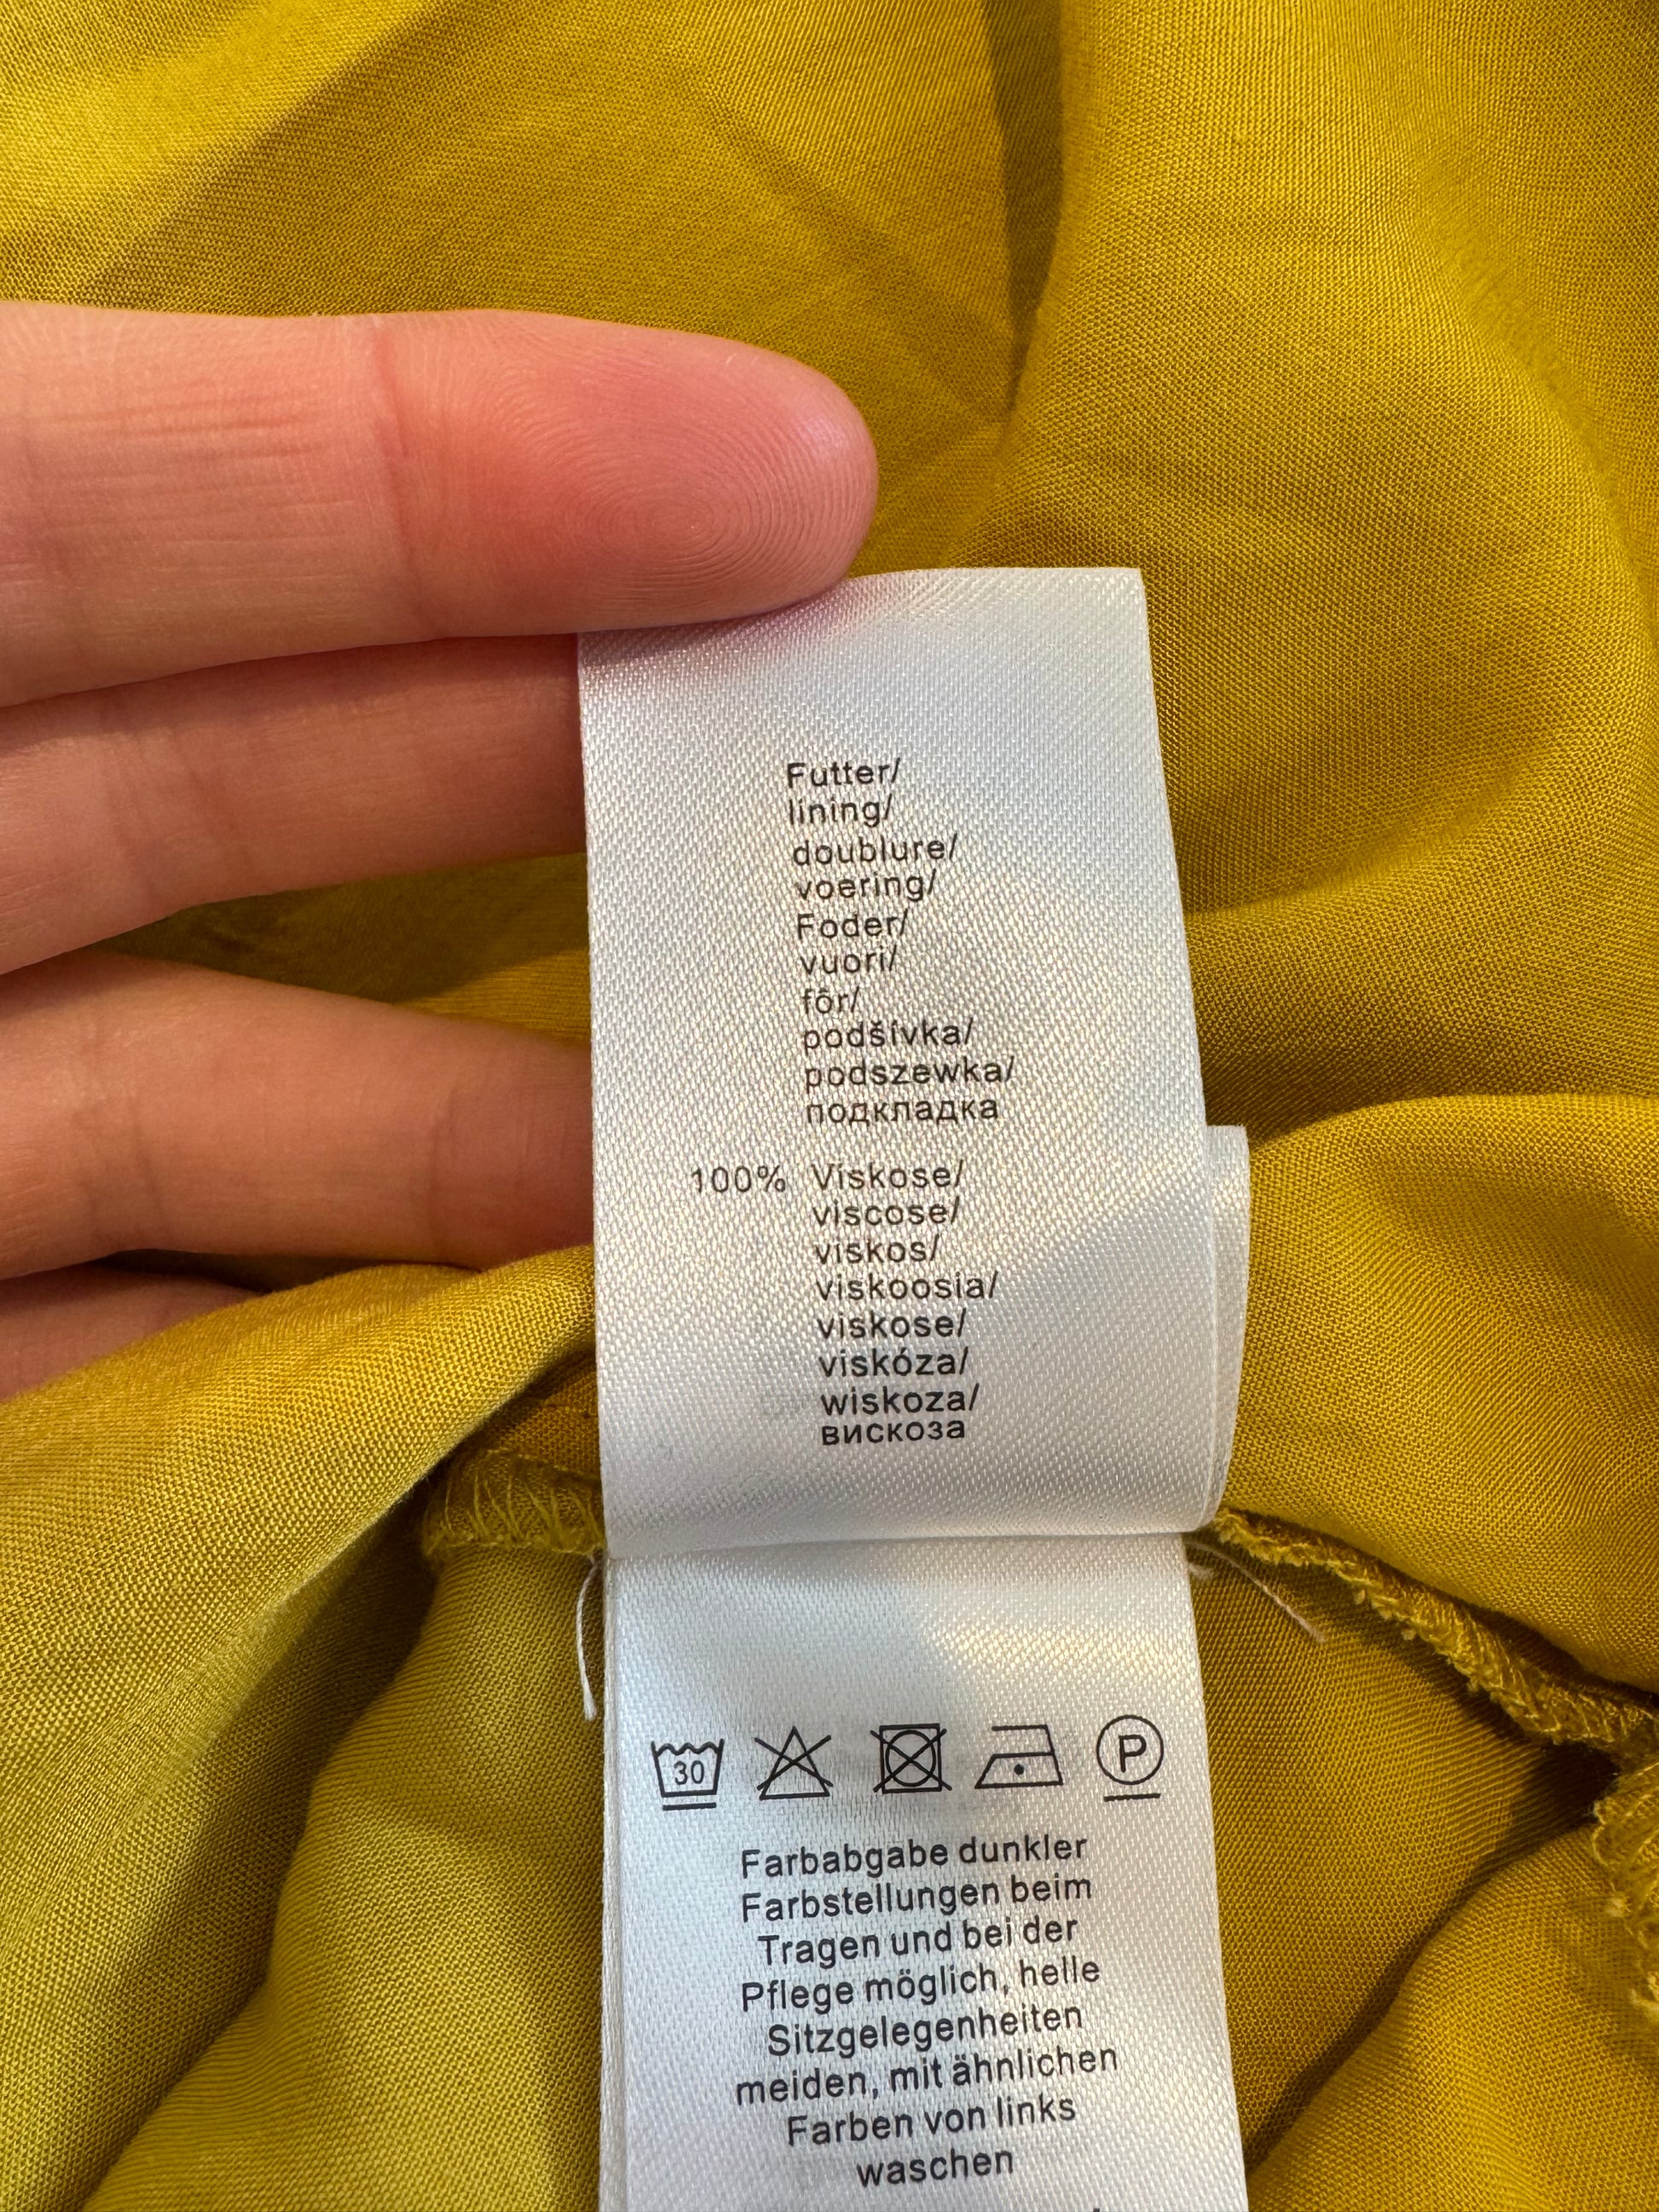 Futter/
lining/
doublure/
voering/
Foder/
vuori/
fôr/
podšívka/
podszewka/
подкладка
100% Viskose/
viscose/
viskos/
viskoosia/
viskose/
viskóza/
wiskoza/
вискоза
30
P
Farbabgabe dunkler
Farbstellungen beim
Tragen und bei der
Pflege möglich, helle
Sitzgelegenheiten
meiden, mit ähnlichen
Farben von links
waschen